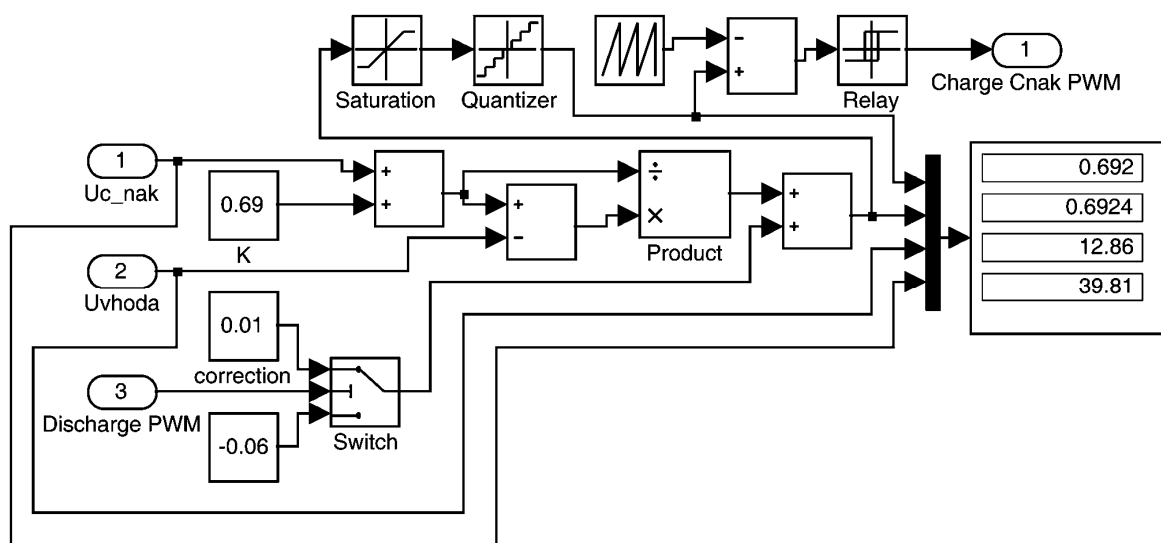 Saturation
Quantizer
−
+
Relay
1
Charge Cnak PWM
1
Uc_nak
0.69
K
+
+
+
−
÷
×
Product
+
+
0.692
0.6924
12.86
39.81
2
Uvhoda
0.01
correction
3
Discharge PWM
-0.06
Switch